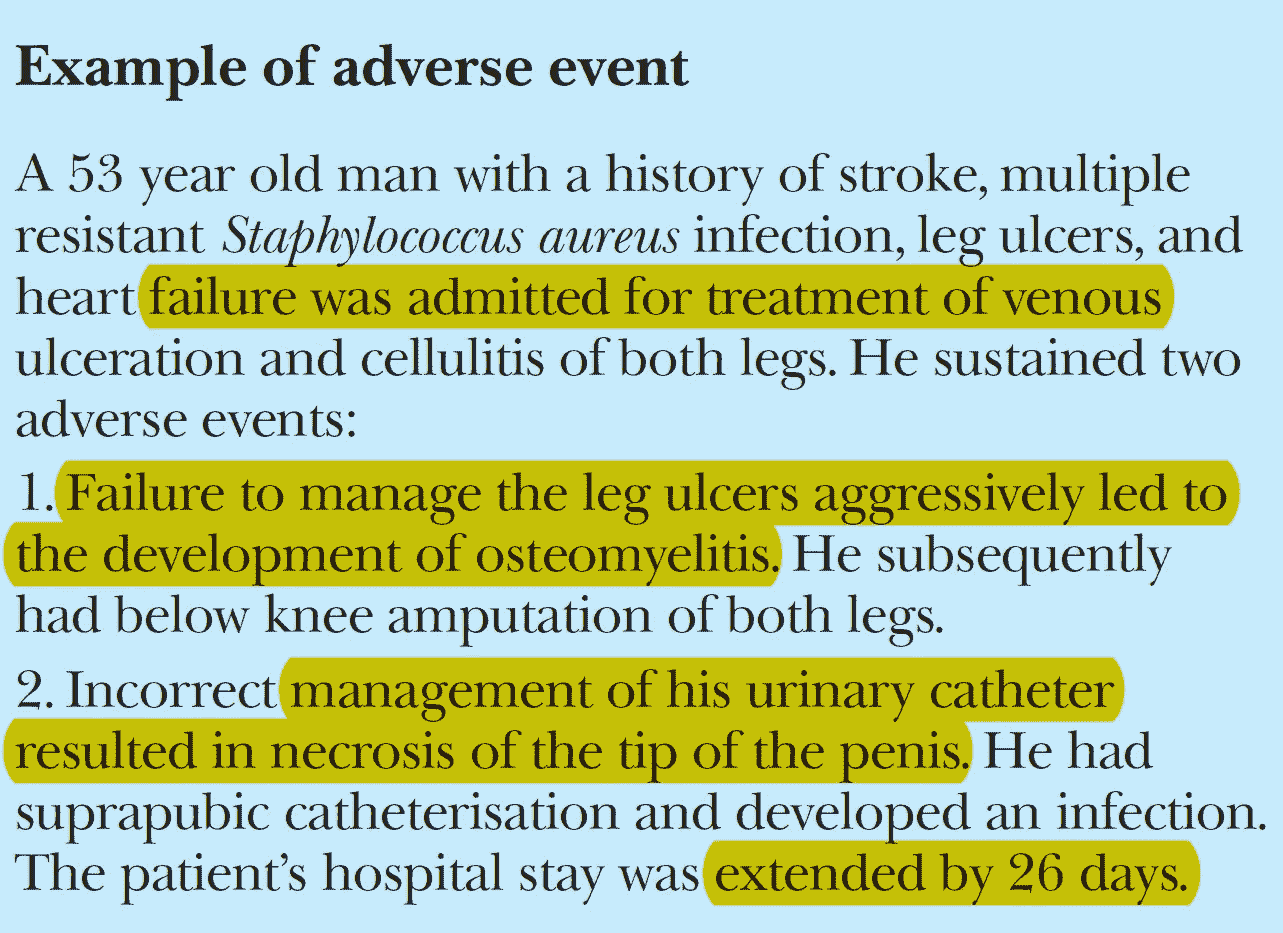 Example of adverse event
A 53 year old man with a history of stroke, multiple
resistant Staphylococcus aureus infection, leg ulcers, and
heart failure was admitted for treatment of venous
ulceration and cellulitis of both legs. He sustained two
adverse events:
1. Failure to manage the leg ulcers aggressively led to
the development of osteomyelitis. He subsequently
had below knee amputation of both legs.
2. Incorrect management of his urinary catheter
resulted in necrosis of the tip of the penis. He had
suprapubic catheterisation and developed an infection.
The patient’s hospital stay was extended by 26 days.